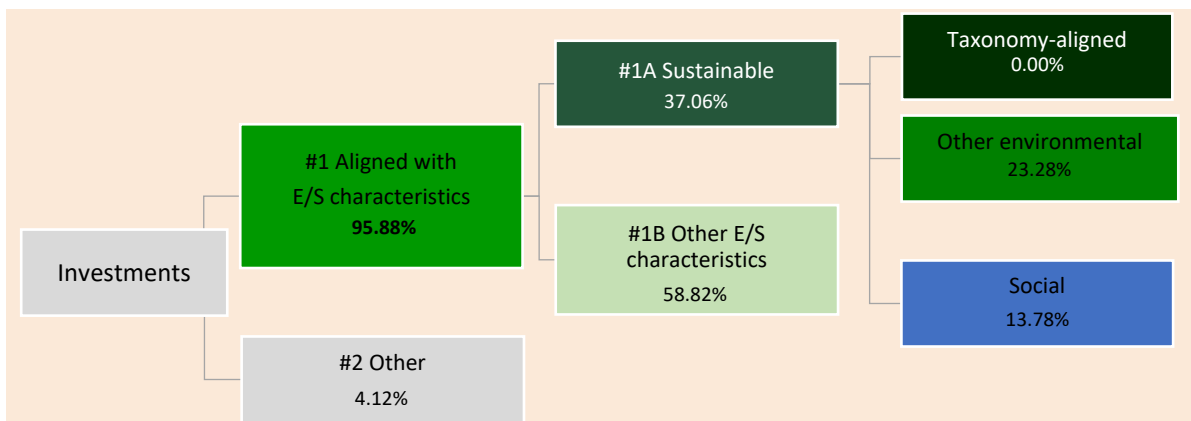 Investments
#1 Aligned with
E/S characteristics
95.88%
#2 Other
4.12%
#1A Sustainable
37.06%
#1B Other E/S
characteristics
58.82%
Taxonomy-aligned
0.00%
Other environmental
23.28%
Social
13.78%